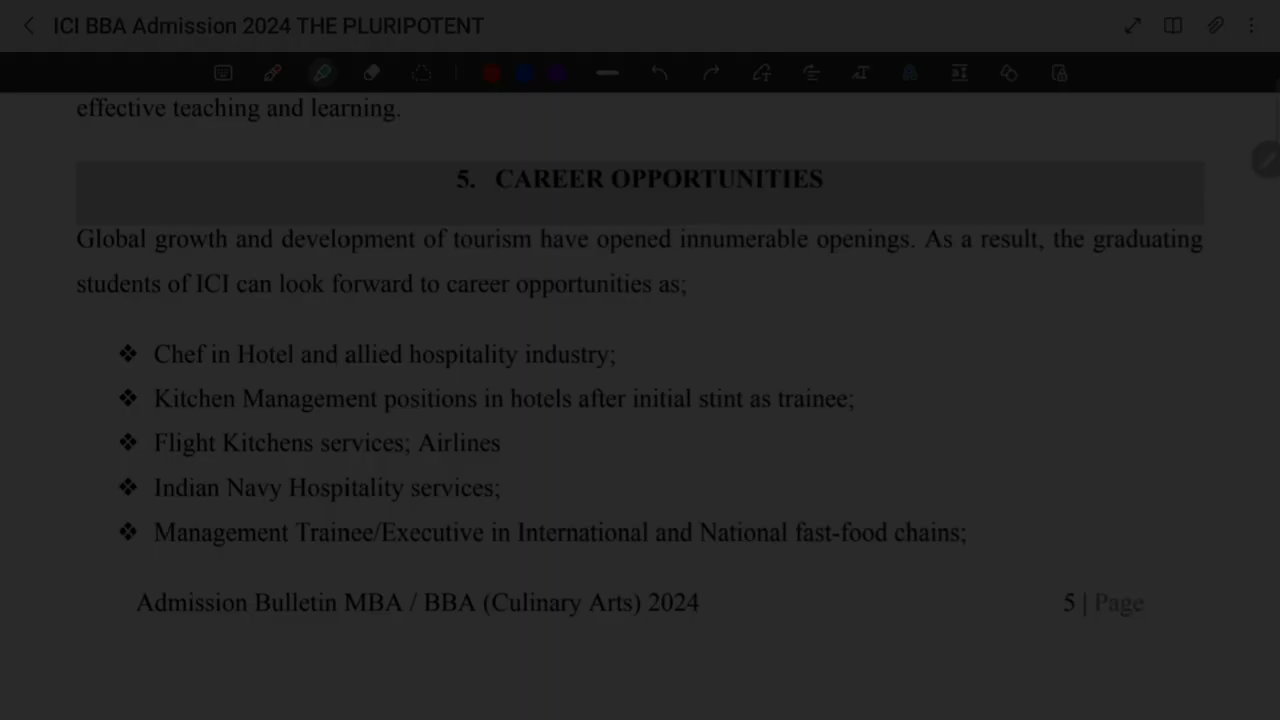 ICI BBA Admission 2024 THE PLURIPOTENT
effective teaching and learning.
5. CAREER OPPORTUNITIES
Global growth and development of tourism have opened innumerable openings. As a result, the graduating
students of ICI can look forward to career opportunities as;
❖ Chef in Hotel and allied hospitality industry;
❖ Kitchen Management positions in hotels after initial stint as trainee;
❖ Flight Kitchens services; Airlines
❖ Indian Navy Hospitality services;
❖ Management Trainee/Executive in International and National fast-food chains;
Admission Bulletin MBA / BBA (Culinary Arts) 2024 5 | Page